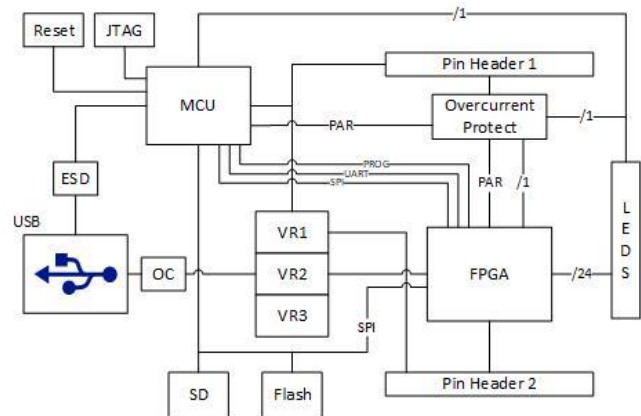 Reset
JTAG
/1
Pin Header 1
MCU
Overcurrent
Protect
/1
PAR
PROG
UART
SPI
PAR
/1
ESD
USB
LEDS
VR1
OC
VR2
FPGA
/24
VR3
SPI
SD
Flash
Pin Header 2